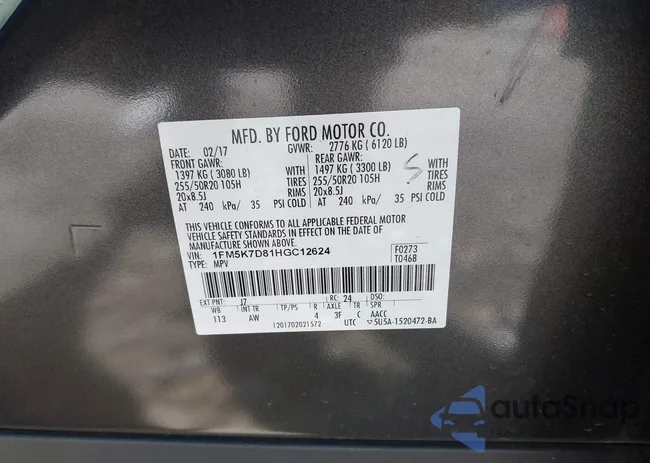 MFD. BY FORD MOTOR CO.
DATE: 02/17 GVWR: 2776 KG ( 6120 LB)
FRONT GAWR: REAR GAWR:
1397 KG ( 3080 LB) 1497 KG ( 3300 LB) WITH
255/50R20 105H TIRES 255/50R20 105H TIRES
20x8.5J RIMS 20x8.5J RIMS
AT 240 kPa/ 35 PSI COLD AT 240 kPa/ 35 PSI COLD
THIS VEHICLE CONFORMS TO ALL APPLICABLE FEDERAL MOTOR
VEHICLE SAFETY STANDARDS IN EFFECT ON THE DATE OF
MANUFACTURE SHOWN ABOVE.
VIN: 1FM5K7D81HGC12624 F0273
TYPE: MPV T0468
EXT PNT: J7 RC: 24 DSO:
WB INT TR TP/PS R AXLE TR SPR
113 AW 4 3F C AACC
1201702021572 UTC ▽5U5A-1520472-BA
autoSnap